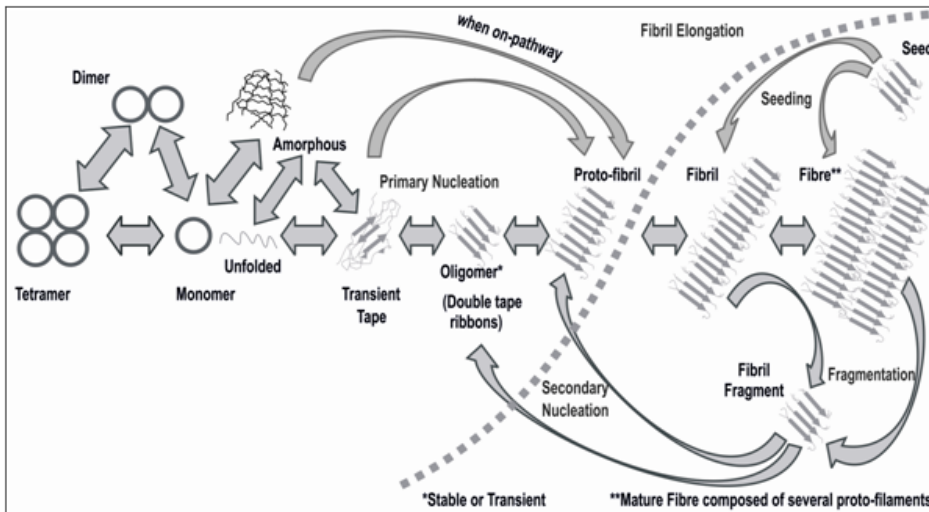 when on-pathway
Fibril Elongation
Seed
Dimer
Seeding
Amorphous
Primary Nucleation
Proto-fibril
Fibril
Fibre**
Unfolded
Oligomer*
Tetramer
Monomer
Transient
Tape
(Double tape
ribbons)
Secondary
Nucleation
Fibril
Fragment
Fragmentation
*Stable or Transient
**Mature Fibre composed of several proto-filaments